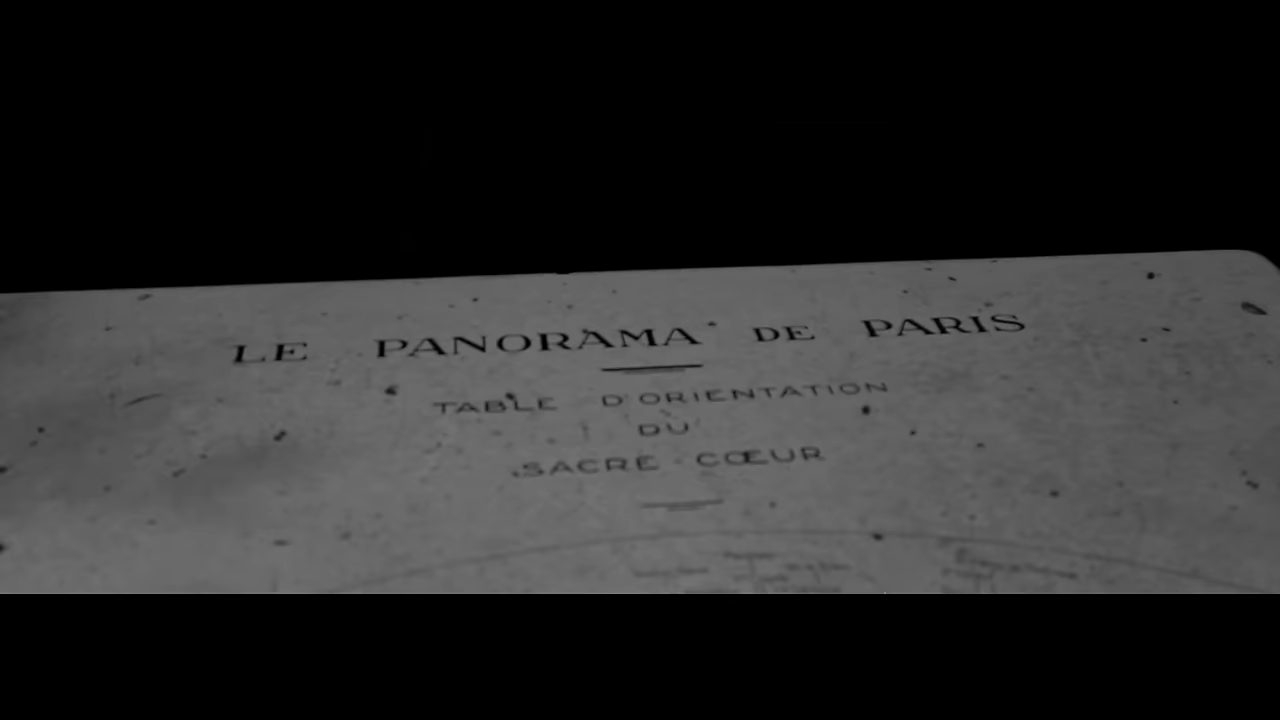 LE PANORAMA DE PARIS
TABLE D'ORIENTATION
DU
SACRE CŒUR